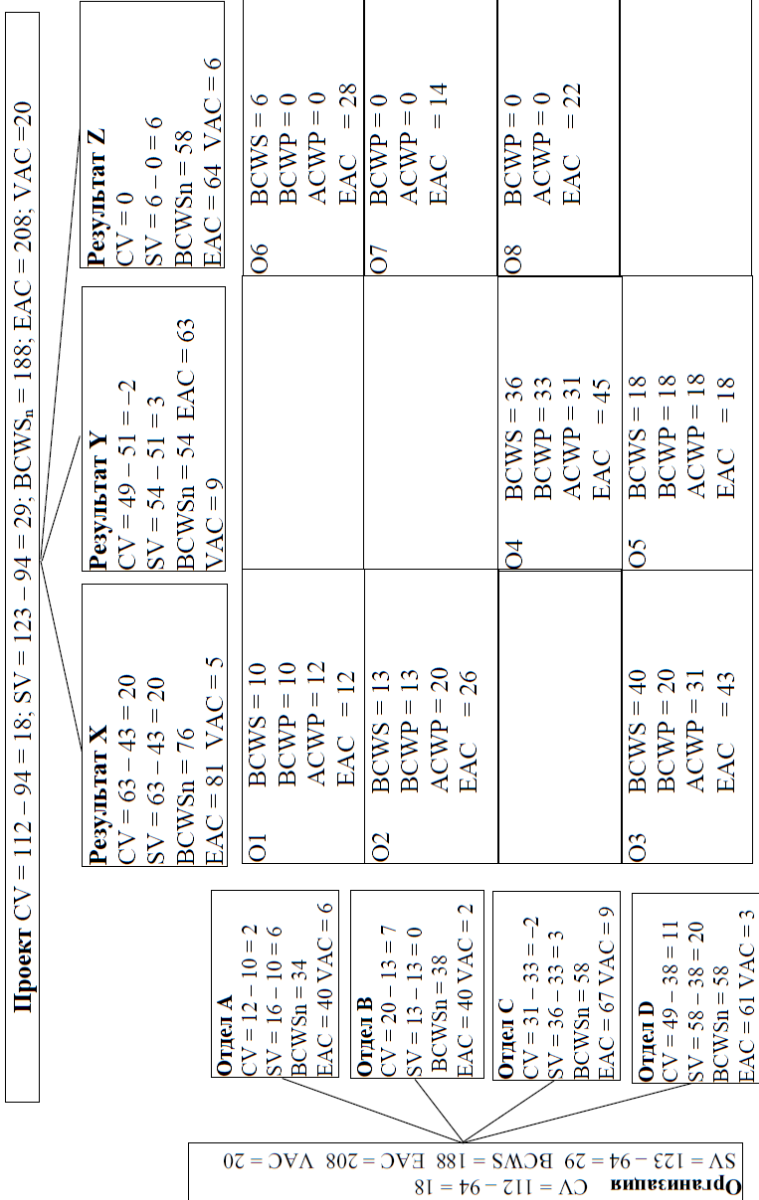 Проект CV = 112 – 94 = 18; SV = 123 – 94 = 29; BCWSₙ = 188; EAC = 208; VAC =20
Результат X
CV = 63 – 43 = 20
SV = 63 – 43 = 20
BCWSn = 76
EAC = 81 VAC = 5
Результат Y
CV = 49 – 51 = –2
SV = 54 – 51 = 3
BCWSn = 54 EAC = 63
VAC = 9
Результат Z
CV = 0
SV = 6 – 0 = 6
BCWSn = 58
EAC = 64 VAC = 6
Организация CV = 112 – 94 = 18
SV = 123 – 94 = 29 BCWS = 188 EAC = 208 VAC = 20
Отдел A
CV = 12 – 10 = 2
SV = 16 – 10 = 6
BCWSn = 34
EAC = 40 VAC = 6
O1 BCWS = 10
BCWP = 10
ACWP = 12
EAC = 12
O6 BCWS = 6
BCWP = 0
ACWP = 0
EAC = 28
Отдел B
CV = 20 – 13 = 7
SV = 13 – 13 = 0
BCWSn = 38
EAC = 40 VAC = 2
O2 BCWS = 13
BCWP = 13
ACWP = 20
EAC = 26
O7 BCWP = 0
ACWP = 0
EAC = 14
Отдел C
CV = 31 – 33 = –2
SV = 36 – 33 = 3
BCWSn = 58
EAC = 67 VAC = 9
O4 BCWS = 36
BCWP = 33
ACWP = 31
EAC = 45
O8 BCWP = 0
ACWP = 0
EAC = 22
Отдел D
CV = 49 – 38 = 11
SV = 58 – 38 = 20
BCWSn = 58
EAC = 61 VAC = 3
O3 BCWS = 40
BCWP = 20
ACWP = 31
EAC = 43
O5 BCWS = 18
BCWP = 18
ACWP = 18
EAC = 18